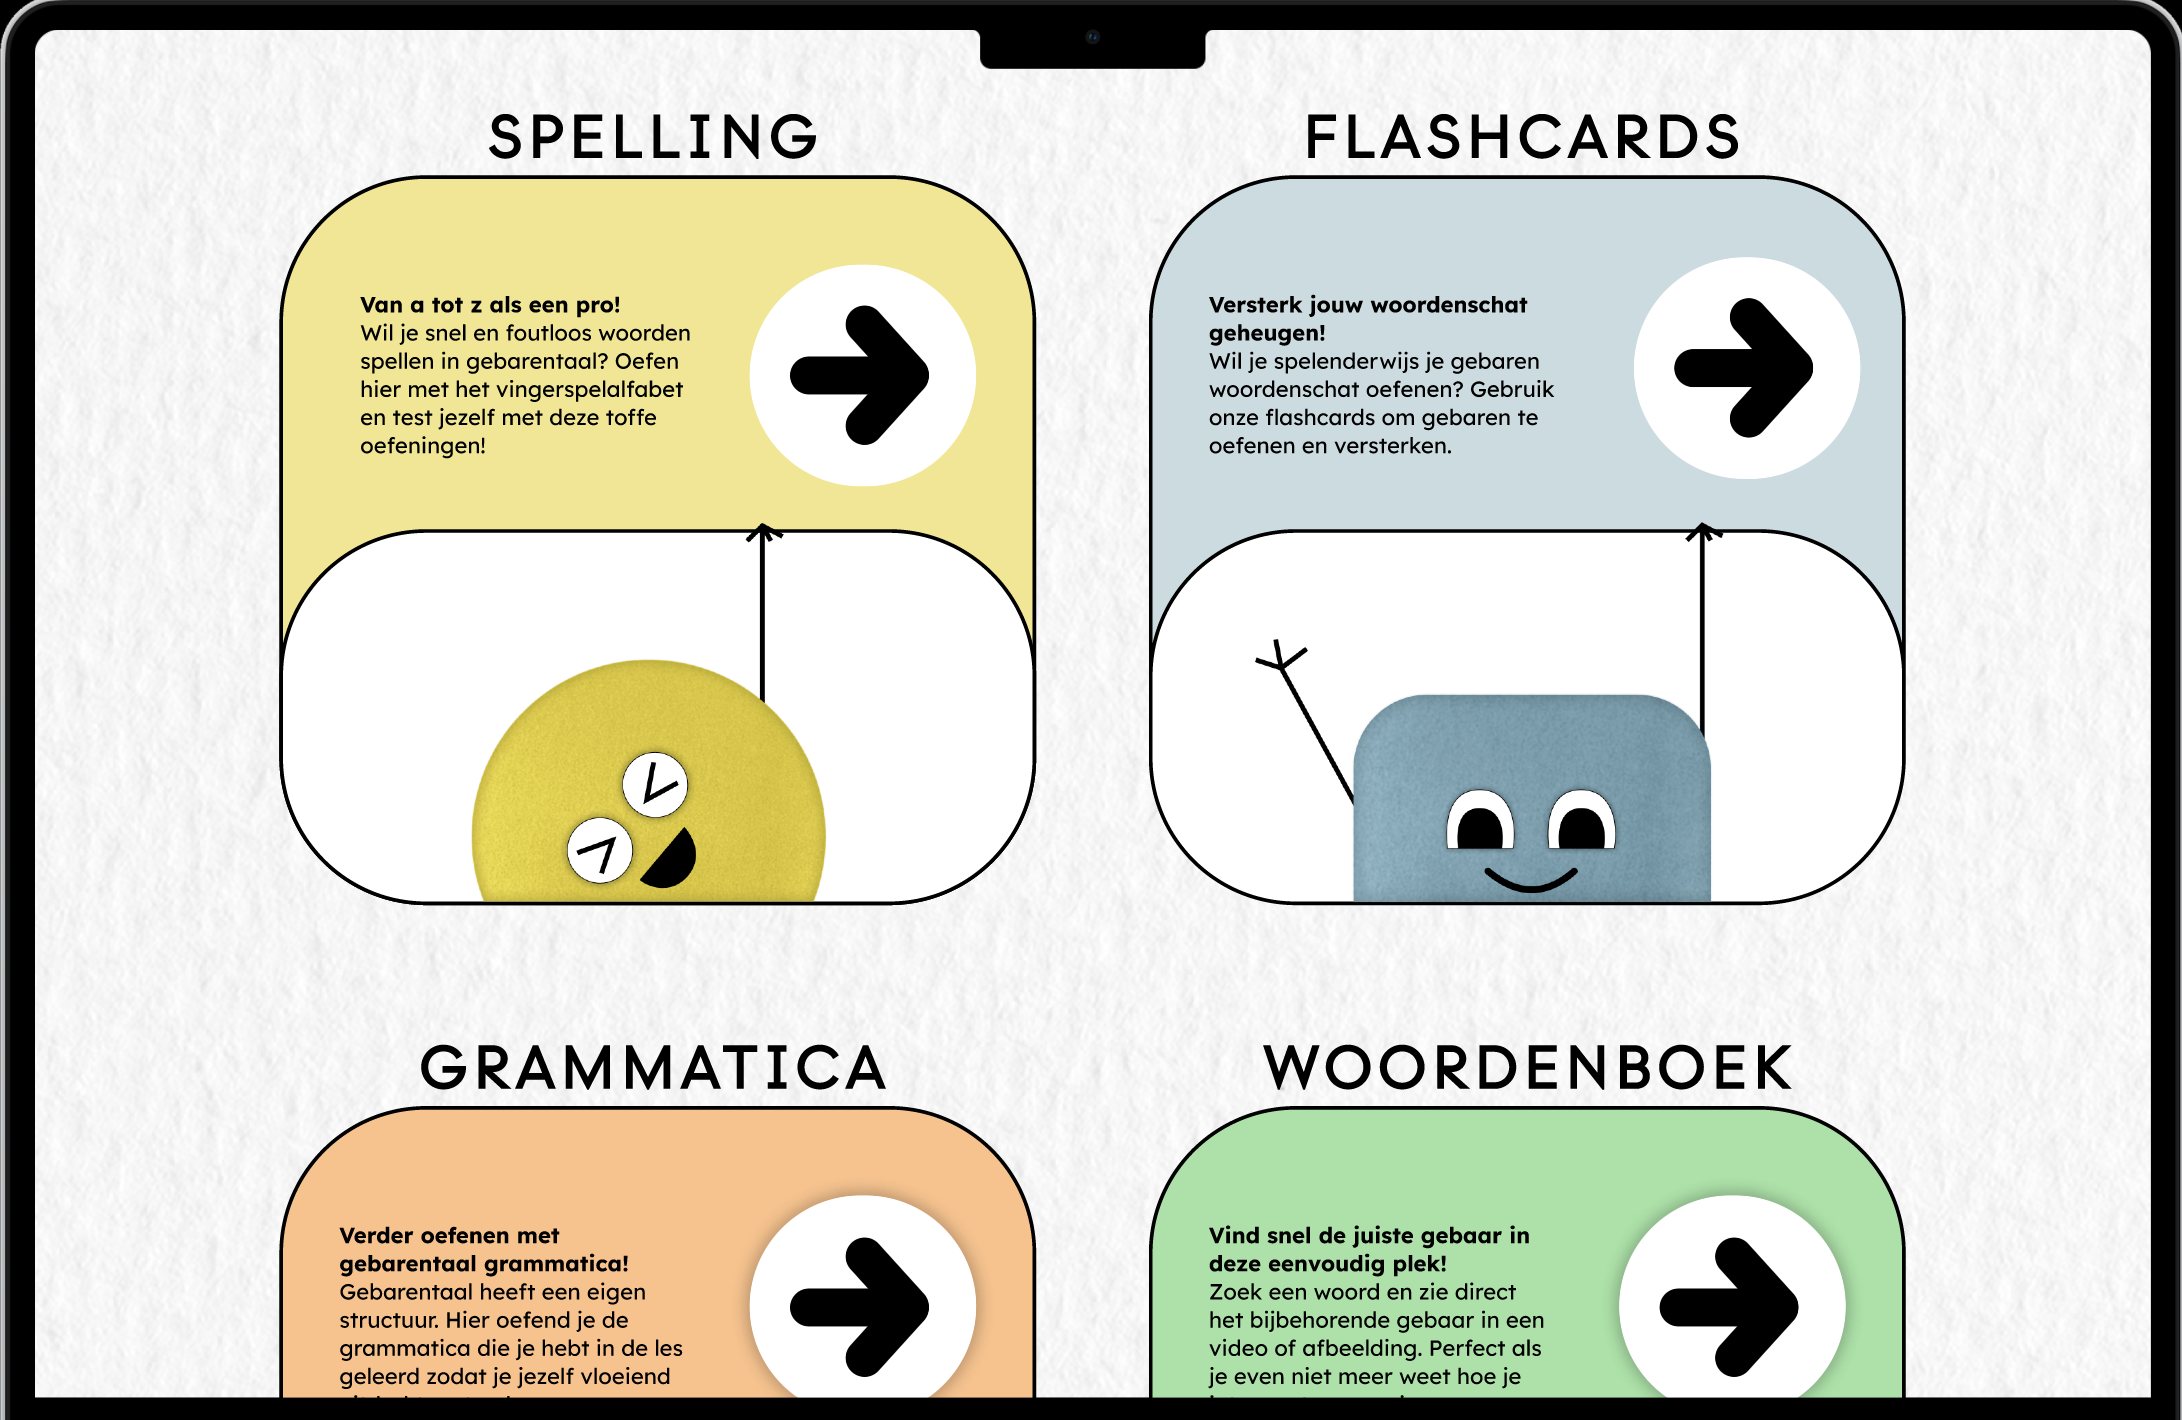 SPELLING
Van a tot z als een pro!
Wil je snel en foutloos woorden
spellen in gebarentaal? Oefen
hier met het vingerspelalfabet
en test jezelf met deze toffe
oefeningen!
FLASHCARDS
Versterk jouw woordenschat
geheugen!
Wil je spelenderwijs je gebaren
woordenschat oefenen? Gebruik
onze flashcards om gebaren te
oefenen en versterken.
GRAMMATICA
Verder oefenen met
gebarentaal grammatica!
Gebarentaal heeft een eigen
structuur. Hier oefend je de
grammatica die je hebt in de les
geleerd zodat je jezelf vloeiend
WOORDENBOEK
Vind snel de juiste gebaar in
deze eenvoudig plek!
Zoek een woord en zie direct
het bijbehorende gebaar in een
video of afbeelding. Perfect als
je even niet meer weet hoe je